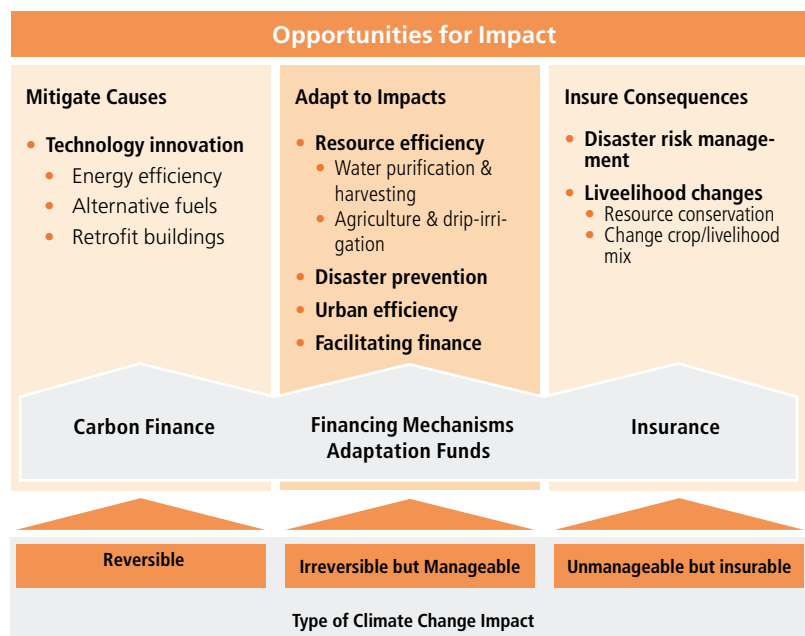 Opportunities for Impact
Mitigate Causes
• Technology innovation
• Energy efficiency
• Alternative fuels
• Retrofit buildings
Adapt to Impacts
• Resource efficiency
• Water purification &
harvesting
• Agriculture & drip-irri-
gation
• Disaster prevention
• Urban efficiency
• Facilitating finance
Insure Consequences
• Disaster risk manage-
ment
• Liveelihood changes
• Resource conservation
• Change crop/livelihood
mix
Carbon Finance
Financing Mechanisms
Adaptation Funds
Insurance
Reversible
Irreversible but Manageable
Unmanageable but insurable
Type of Climate Change Impact